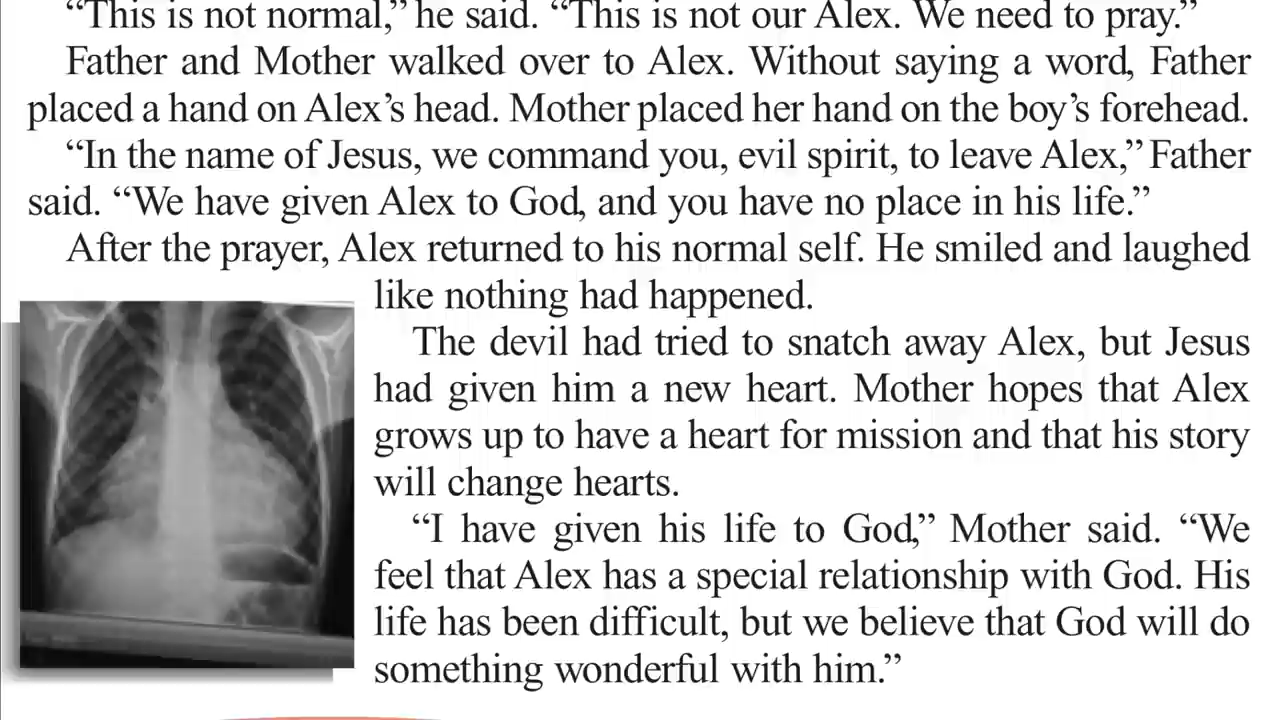 “This is not normal,” he said. “This is not our Alex. We need to pray.”
Father and Mother walked over to Alex. Without saying a word, Father
placed a hand on Alex’s head. Mother placed her hand on the boy’s forehead.
“In the name of Jesus, we command you, evil spirit, to leave Alex,” Father
said. “We have given Alex to God, and you have no place in his life.”
After the prayer, Alex returned to his normal self. He smiled and laughed
like nothing had happened.
The devil had tried to snatch away Alex, but Jesus
had given him a new heart. Mother hopes that Alex
grows up to have a heart for mission and that his story
will change hearts.
“I have given his life to God,” Mother said. “We
feel that Alex has a special relationship with God. His
life has been difficult, but we believe that God will do
something wonderful with him.”